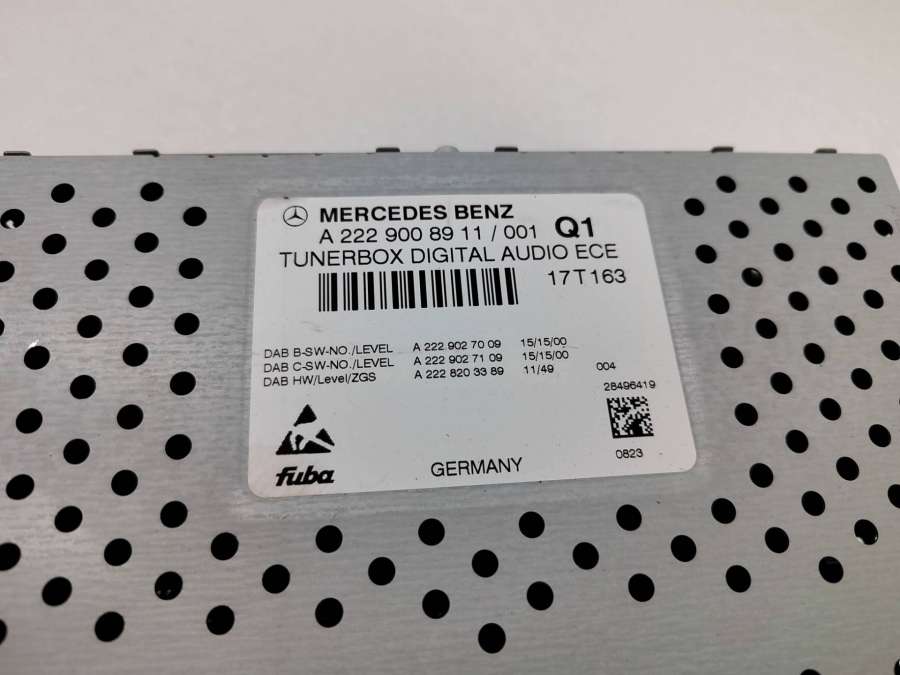 MERCEDES BENZ
A 222 900 89 11 / 001 Q1
TUNERBOX DIGITAL AUDIO ECE
17T163
DAB B-SW-NO./LEVEL A 222 902 70 09 15/15/00
DAB C-SW-NO./LEVEL A 222 902 71 09 15/15/00
DAB HW/Level/ZGS A 222 820 33 89 11/49 004
28496419
0823
fuba GERMANY